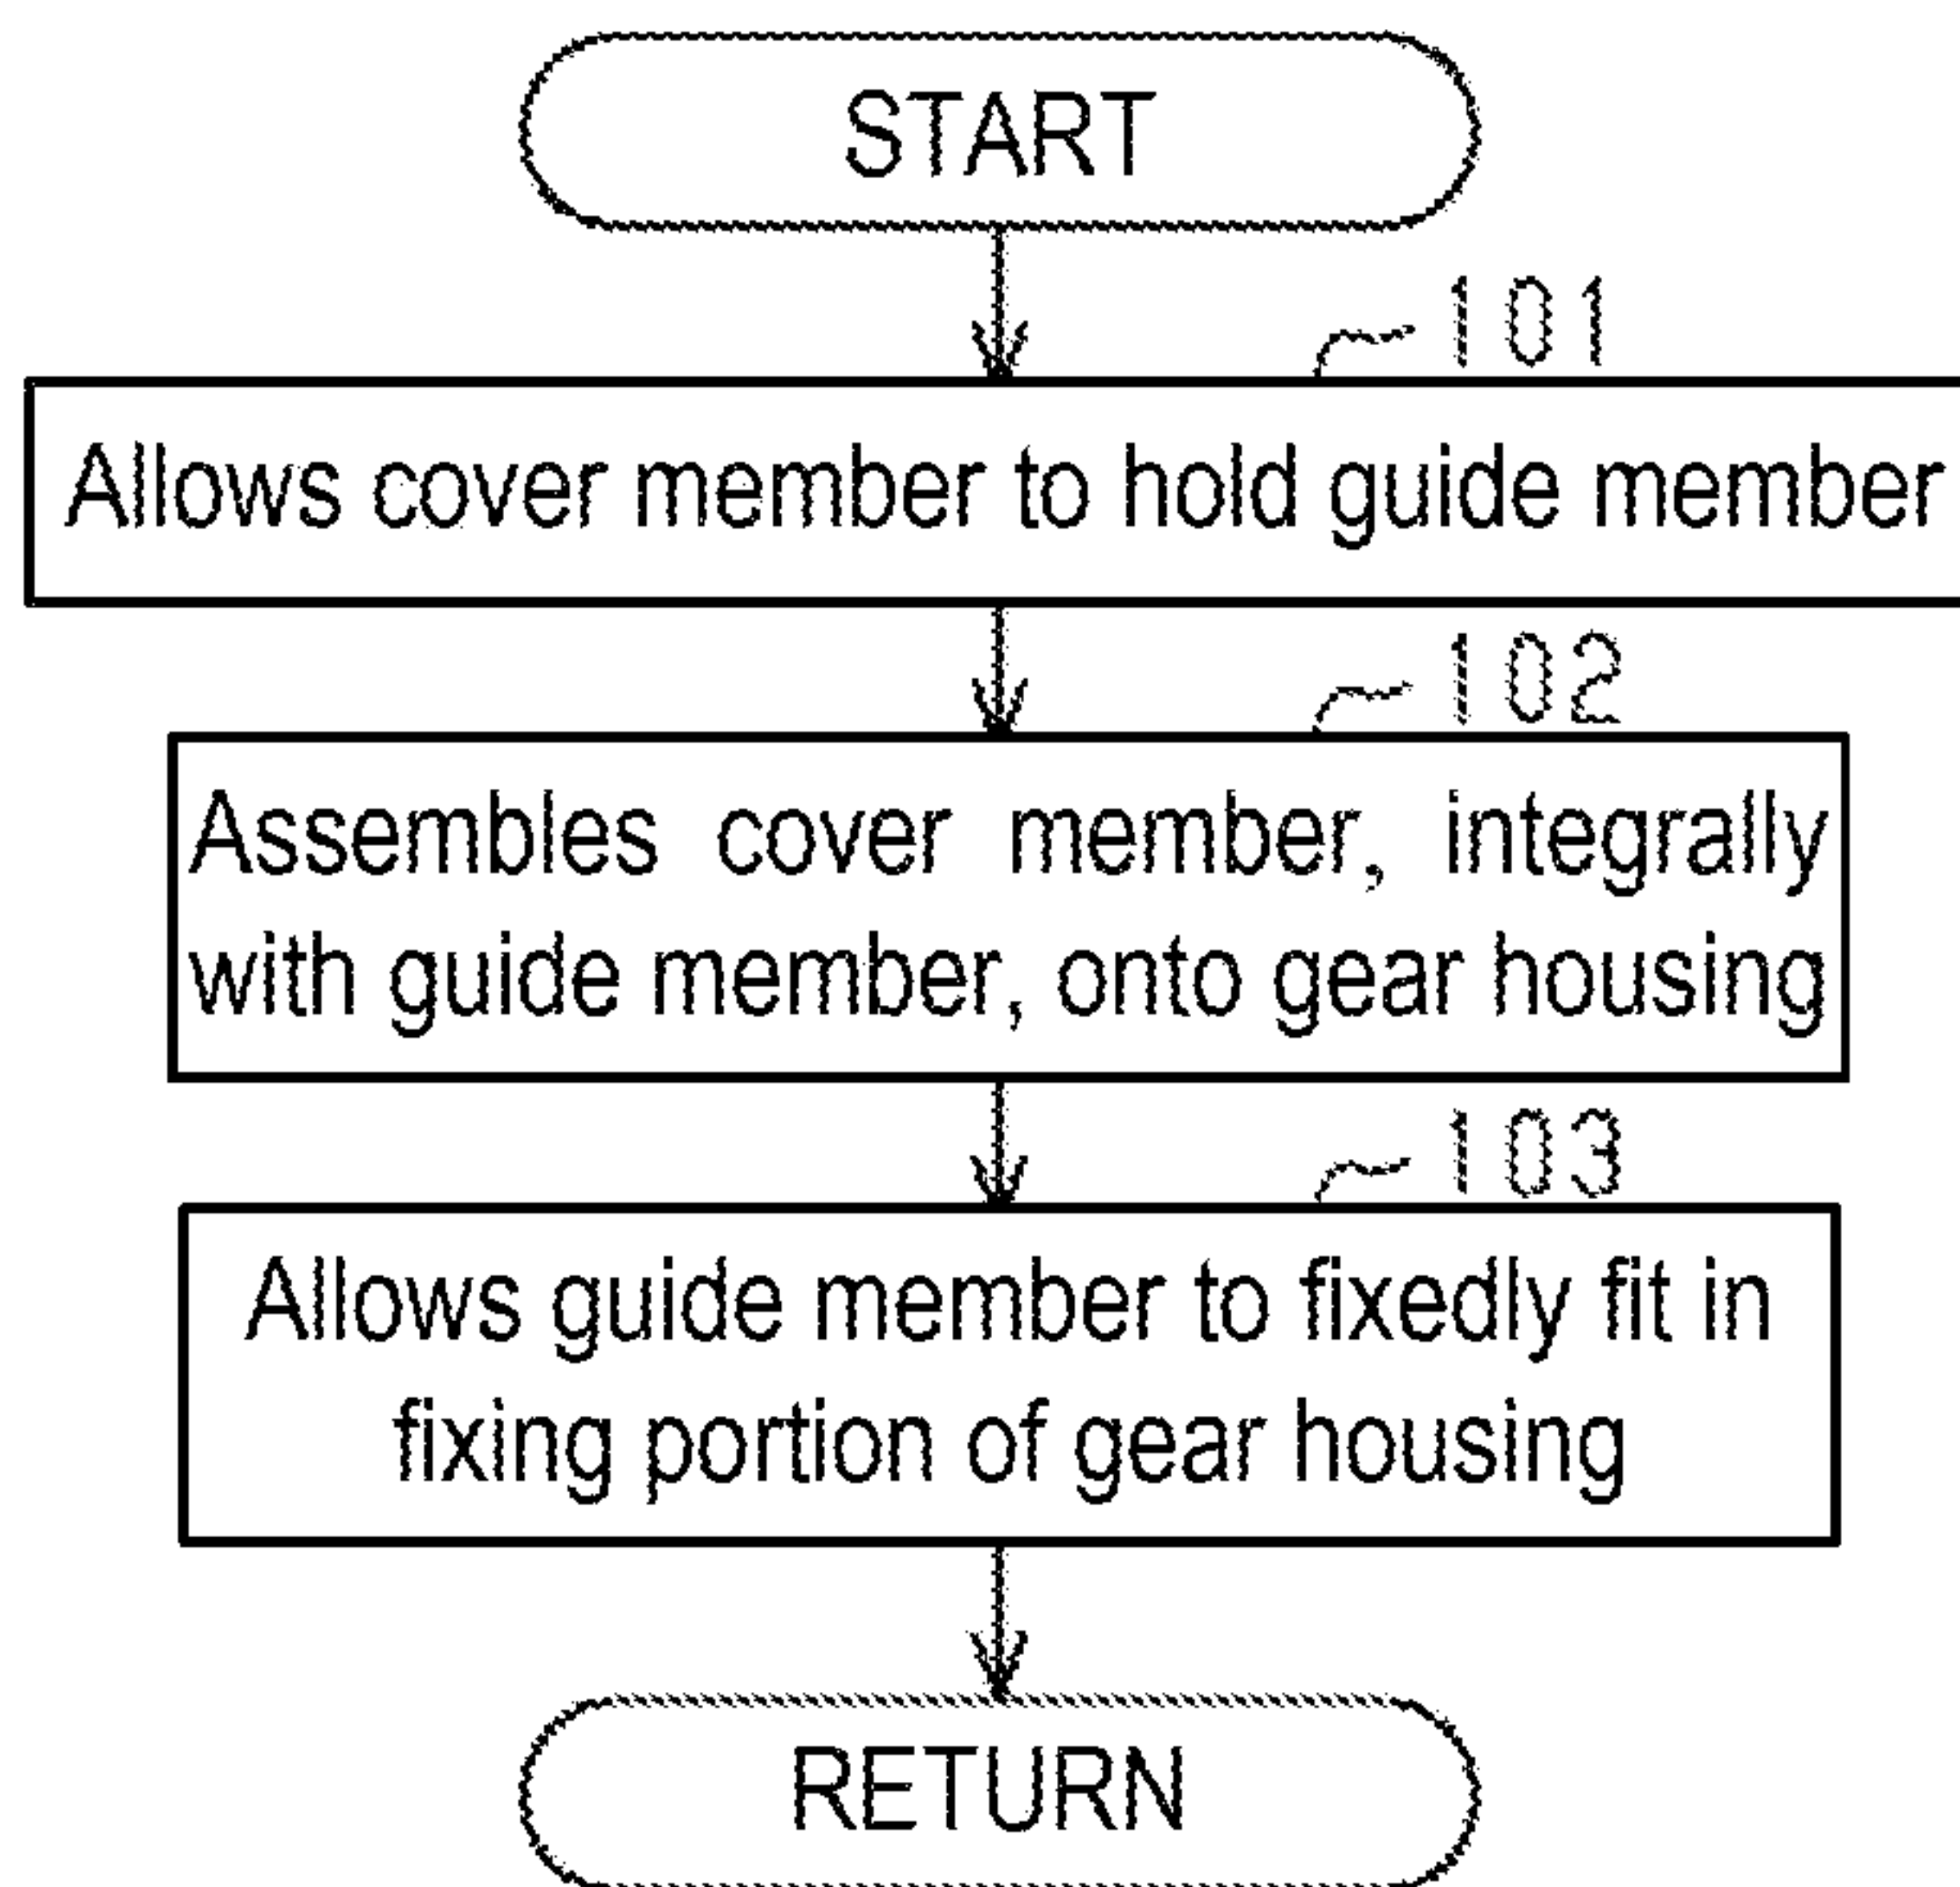 START
101
Allows cover member to hold guide member
102
Assembles cover member, integrally
with guide member, onto gear housing
103
Allows guide member to fixedly fit in
fixing portion of gear housing
RETURN